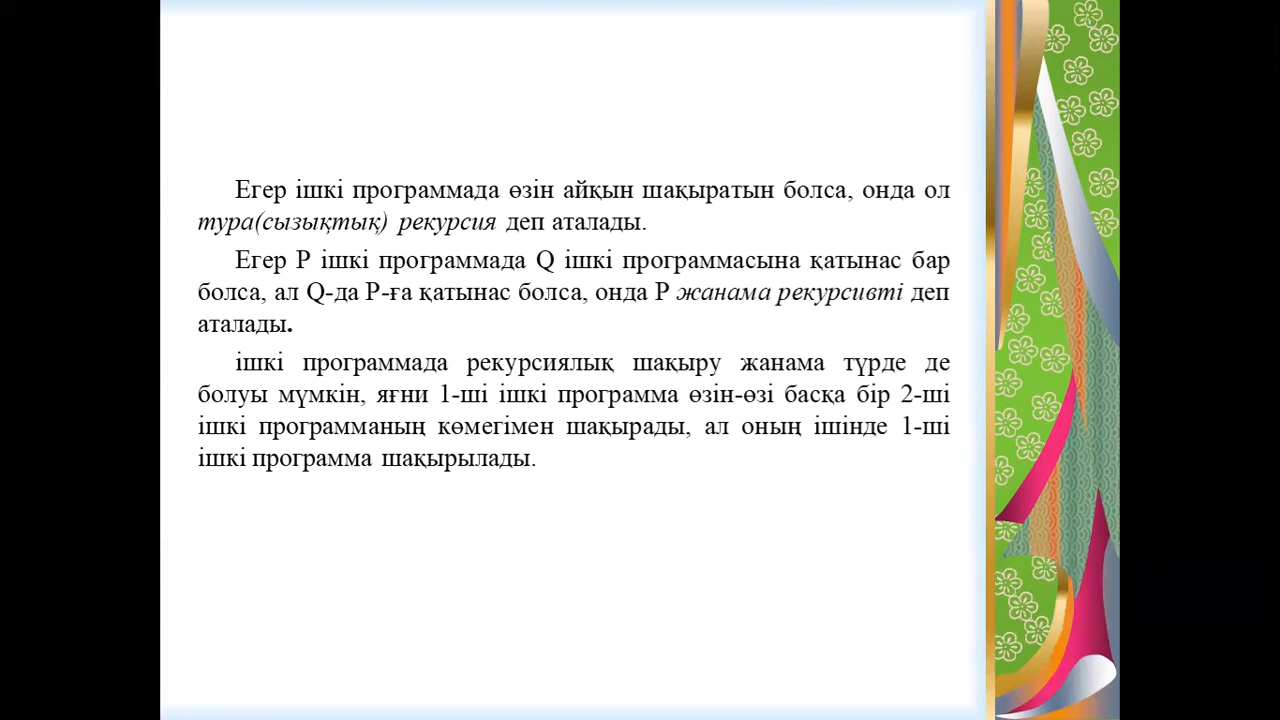 Егер ішкі программада өзін айқын шақыратын болса, онда ол
тура(сызықтық) рекурсия деп аталады.
Егер P ішкі программада Q ішкі программасына қатынас бар
болса, ал Q-да P-ға қатынас болса, онда P жанама рекурсивті деп
аталады.
ішкі программада рекурсиялық шақыру жанама түрде де
болуы мүмкін, яғни 1-ші ішкі программа өзін-өзі басқа бір 2-ші
ішкі программаның көмегімен шақырады, ал оның ішінде 1-ші
ішкі программа шақырылады.